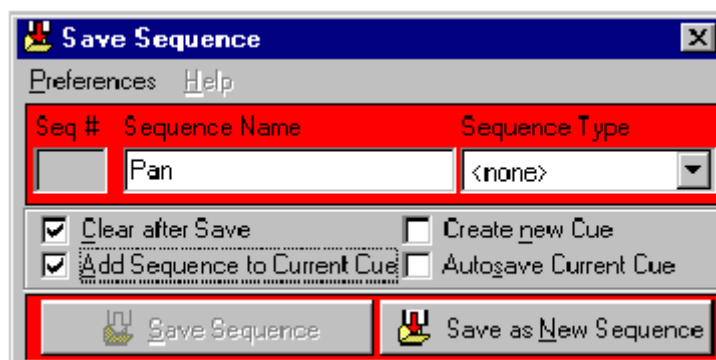 Save Sequence
Preferences Help
Seq # Sequence Name Sequence Type
Pan <none>
Clear after Save Create new Cue
Add Sequence to Current Cue Autosave Current Cue
Save Sequence Save as New Sequence